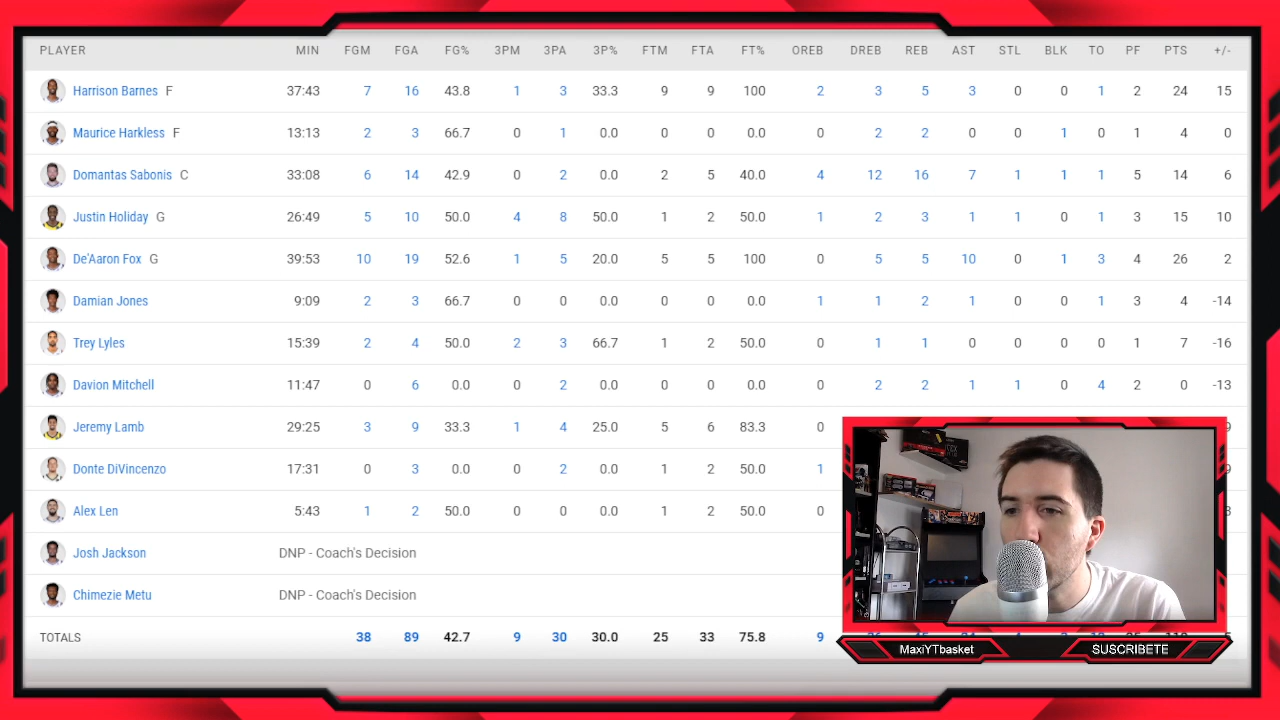 PLAYER MIN FGM FGA FG% 3PM 3PA 3P% FTM FTA FT% OREB DREB REB AST STL BLK TO PF PTS +/-
Harrison Barnes F 37:43 7 16 43.8 1 3 33.3 9 9 100 2 3 5 3 0 0 1 2 24 15
Maurice Harkless F 13:13 2 3 66.7 0 1 0.0 0 0 0.0 0 2 2 0 0 1 0 1 4 0
Domantas Sabonis C 33:08 6 14 42.9 0 2 0.0 2 5 40.0 4 12 16 7 1 1 1 5 14 6
Justin Holiday G 26:49 5 10 50.0 4 8 50.0 1 2 50.0 1 2 3 1 1 0 1 3 15 10
De'Aaron Fox G 39:53 10 19 52.6 1 5 20.0 5 5 100 0 5 5 10 0 1 3 4 26 2
Damian Jones 9:09 2 3 66.7 0 0 0.0 0 0 0.0 1 1 2 1 0 0 1 3 4 -14
Trey Lyles 15:39 2 4 50.0 2 3 66.7 1 2 50.0 0 1 1 0 0 0 0 1 7 -16
Davion Mitchell 11:47 0 6 0.0 0 2 0.0 0 0 0.0 0 2 2 1 1 0 4 2 0 -13
Jeremy Lamb 29:25 3 9 33.3 1 4 25.0 5 6 83.3 0
Donte DiVincenzo 17:31 0 3 0.0 0 2 0.0 1 2 50.0 1
Alex Len 5:43 1 2 50.0 0 0 0.0 1 2 50.0 0
Josh Jackson DNP - Coach's Decision
Chimezie Metu DNP - Coach's Decision
TOTALS 38 89 42.7 9 30 30.0 25 33 75.8 9
MaxiYTbasket SUSCRIBETE